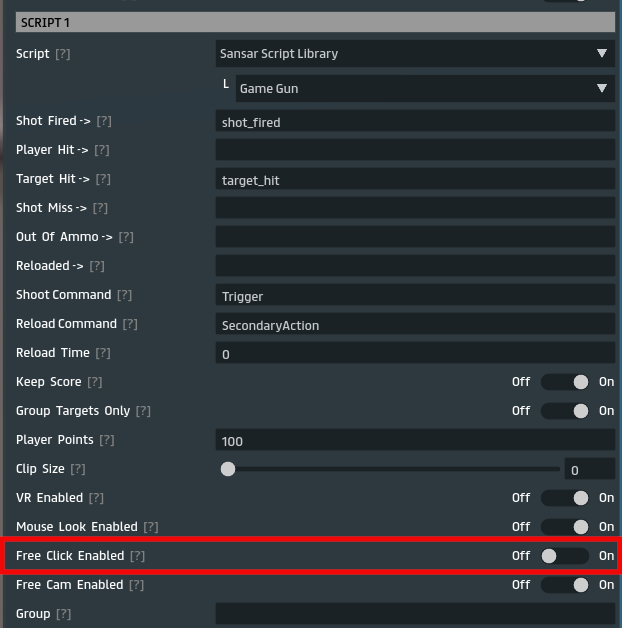 SCRIPT 1
Script [?] Sansar Script Library
Game Gun
Shot Fired -> [?] shot_fired
Player Hit -> [?]
Target Hit -> [?] target_hit
Shot Miss -> [?]
Out Of Ammo -> [?]
Reloaded -> [?]
Shoot Command [?] Trigger
Reload Command [?] SecondaryAction
Reload Time [?] 0
Keep Score [?] Off On
Group Targets Only [?] Off On
Player Points [?] 100
Clip Size [?] 0
VR Enabled [?] Off On
Mouse Look Enabled [?] Off On
Free Click Enabled [?] Off On
Free Cam Enabled [?] Off On
Group [?]